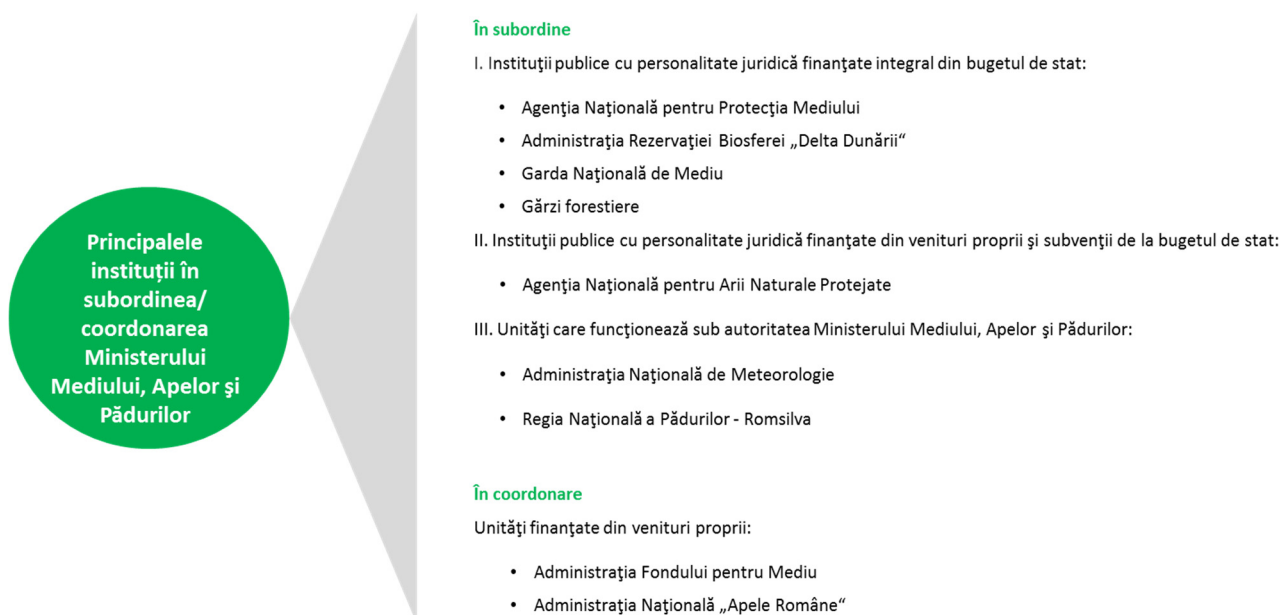 Principalele
instituții în
subordinea/
coordonarea
Ministerului
Mediului, Apelor şi
Pădurilor
În subordine
I. Instituţii publice cu personalitate juridică finanţate integral din bugetul de stat:
• Agenţia Naţională pentru Protecţia Mediului
• Administraţia Rezervaţiei Biosferei „Delta Dunării“
• Garda Naţională de Mediu
• Gărzi forestiere
II. Instituţii publice cu personalitate juridică finanţate din venituri proprii şi subvenţii de la bugetul de stat:
• Agenţia Naţională pentru Arii Naturale Protejate
III. Unităţi care funcţionează sub autoritatea Ministerului Mediului, Apelor şi Pădurilor:
• Administraţia Naţională de Meteorologie
• Regia Naţională a Pădurilor - Romsilva
În coordonare
Unităţi finanţate din venituri proprii:
• Administraţia Fondului pentru Mediu
• Administraţia Naţională „Apele Române“